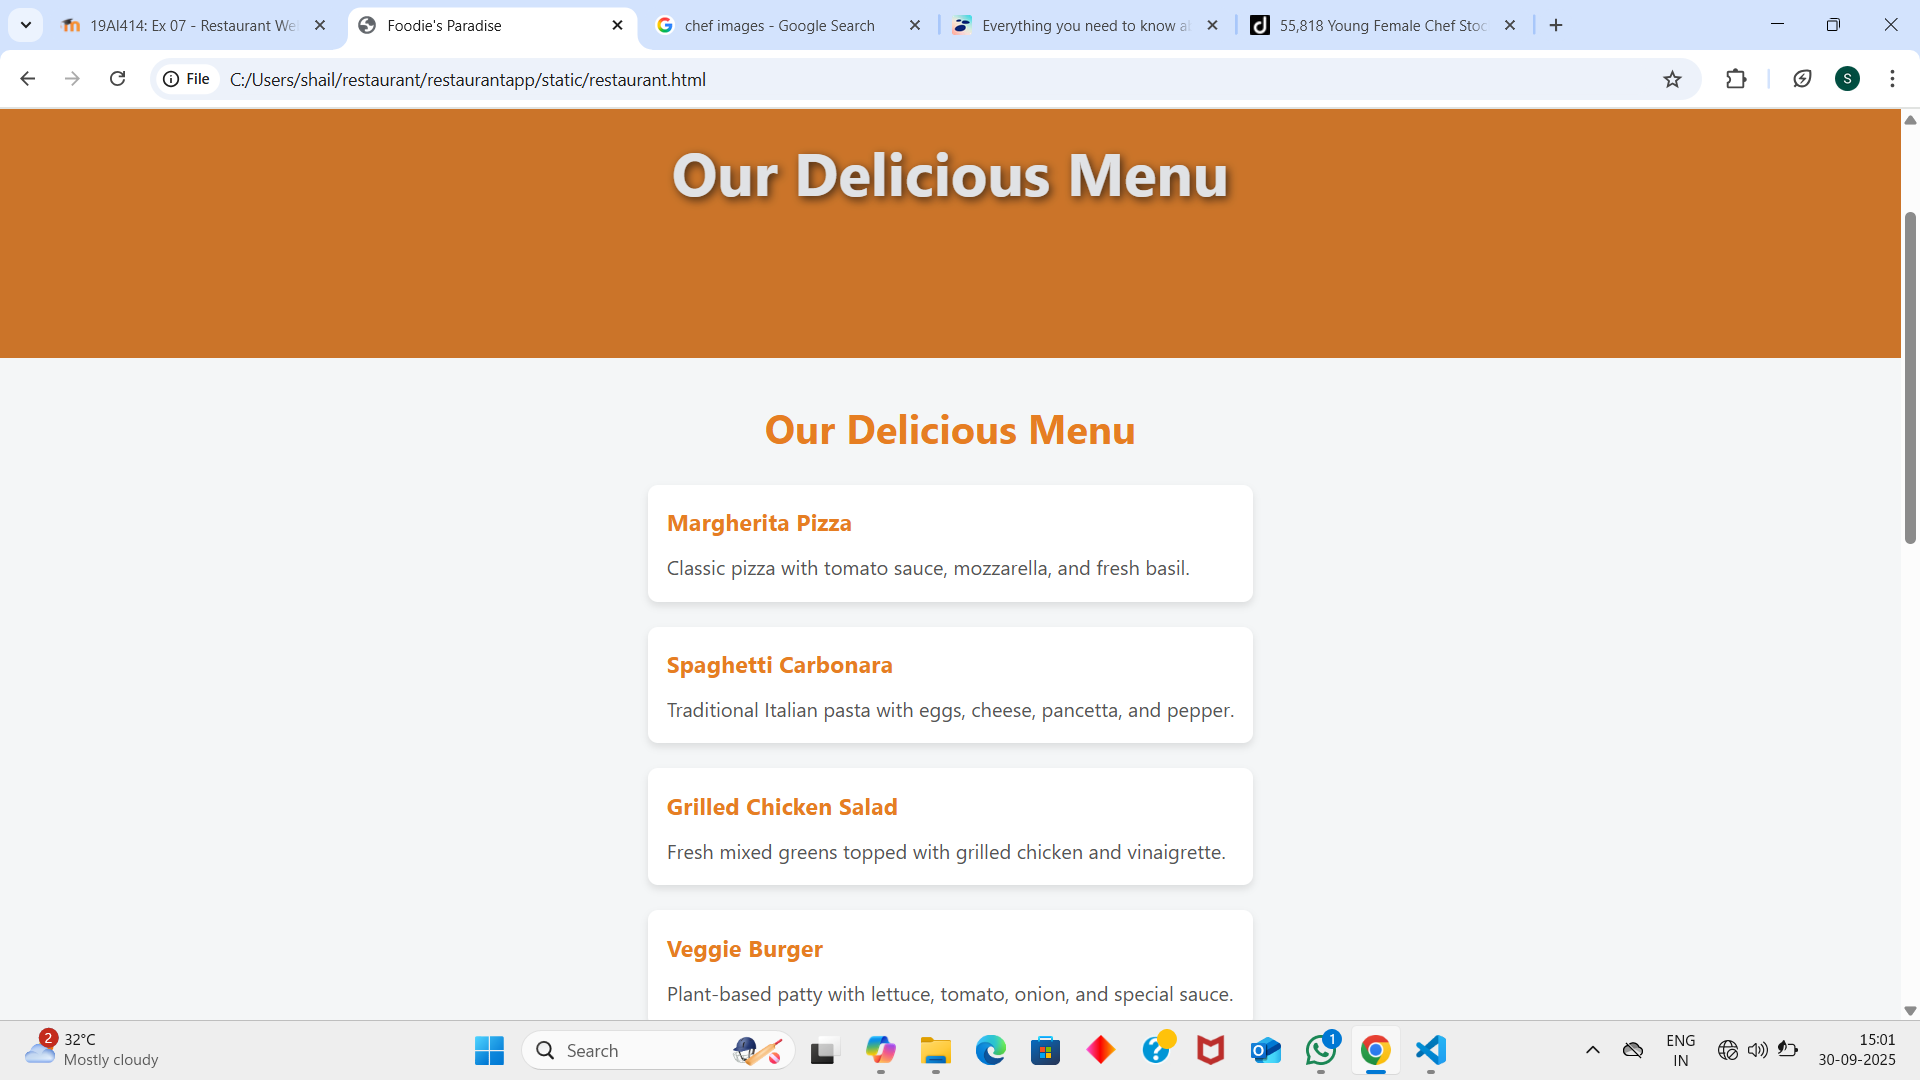 19AI414: Ex 07 - Restaurant We
Foodie's Paradise
chef images - Google Search
Everything you need to know a
55,818 Young Female Chef Stoc
File
C:/Users/shail/restaurant/restaurantapp/static/restaurant.html
S
Our Delicious Menu
Our Delicious Menu
Margherita Pizza
Classic pizza with tomato sauce, mozzarella, and fresh basil.
Spaghetti Carbonara
Traditional Italian pasta with eggs, cheese, pancetta, and pepper.
Grilled Chicken Salad
Fresh mixed greens topped with grilled chicken and vinaigrette.
Veggie Burger
Plant-based patty with lettuce, tomato, onion, and special sauce.
2
32°C
Mostly cloudy
Search
1
ENG
IN
15:01
30-09-2025